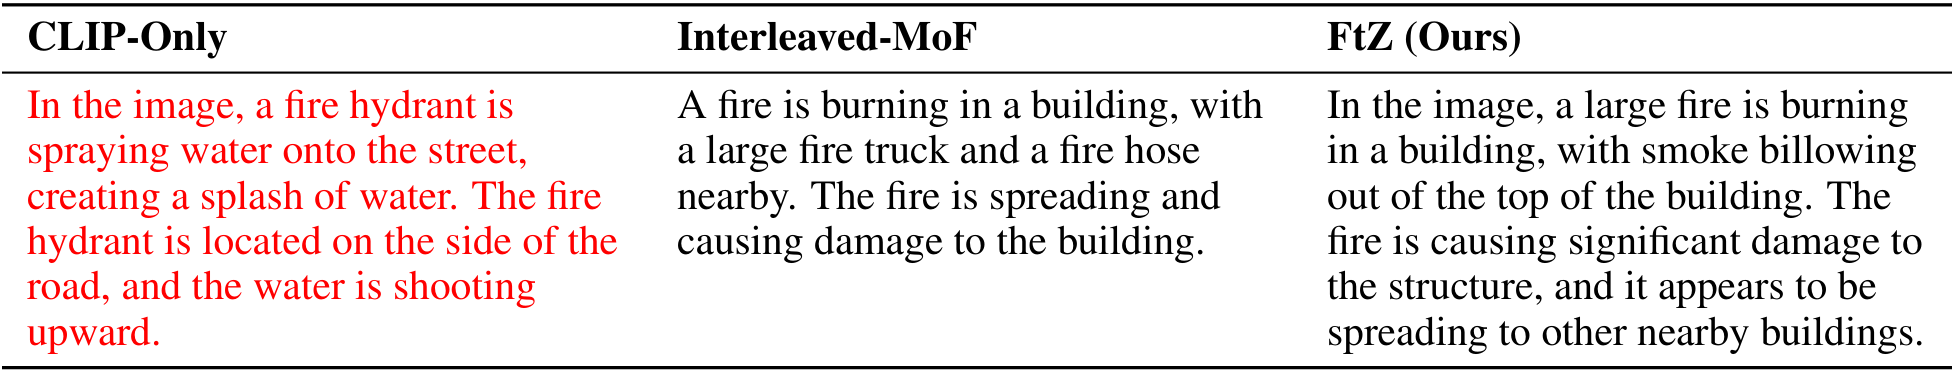 CLIP-Only
Interleaved-MoF
FtZ (Ours)
In the image, a fire hydrant is
spraying water onto the street,
creating a splash of water. The fire
hydrant is located on the side of the
road, and the water is shooting
upward.
A fire is burning in a building, with
a large fire truck and a fire hose
nearby. The fire is spreading and
causing damage to the building.
In the image, a large fire is burning
in a building, with smoke billowing
out of the top of the building. The
fire is causing significant damage to
the structure, and it appears to be
spreading to other nearby buildings.